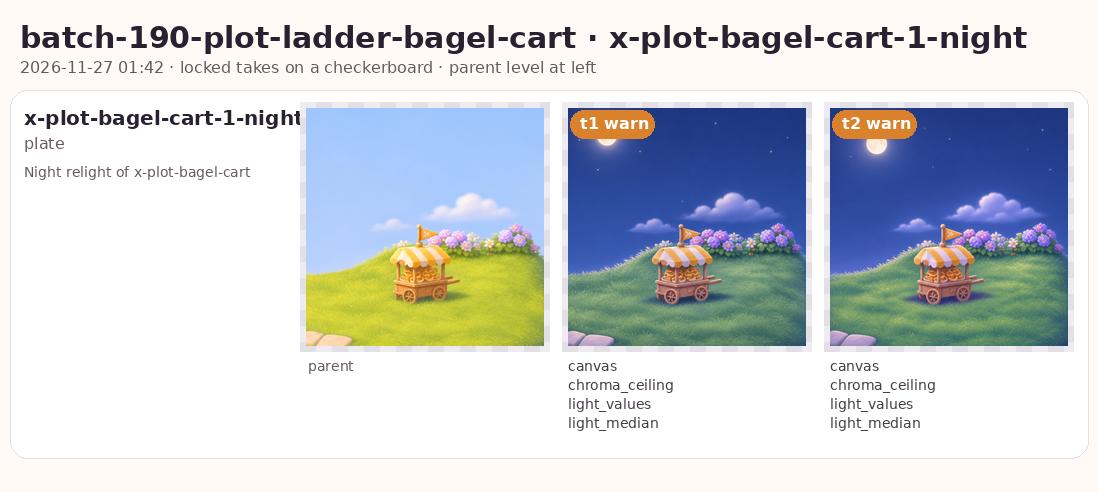 batch-190-plot-ladder-bagel-cart · x-plot-bagel-cart-1-night
2026-11-27 01:42 · locked takes on a checkerboard · parent level at left
x-plot-bagel-cart-1-night
plate
Night relight of x-plot-bagel-cart
parent
t1 warn
canvas
chroma_ceiling
light_values
light_median
t2 warn
canvas
chroma_ceiling
light_values
light_median